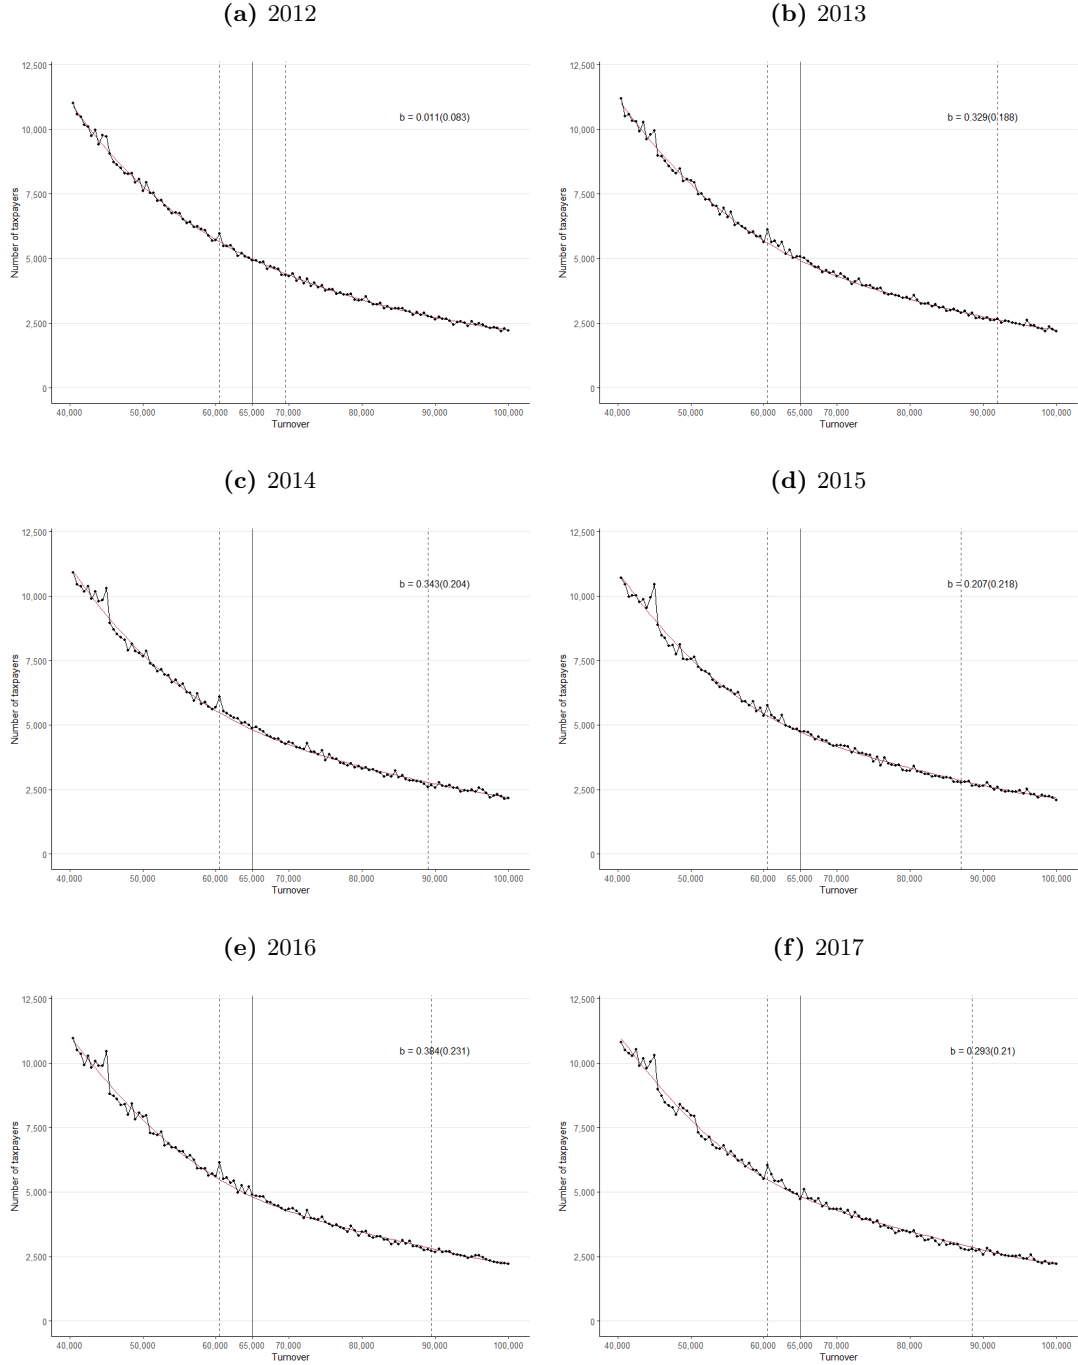 (a) 2012
12,500
10,000
7,500
5,000
2,500
0
Number of taxpayers
b = 0.011(0.083)
40,000 50,000 60,000 65,000 70,000 80,000 90,000 100,000
Turnover
(b) 2013
12,500
10,000
7,500
5,000
2,500
0
Number of taxpayers
b = 0.329(0.188)
40,000 50,000 60,000 65,000 70,000 80,000 90,000 100,000
Turnover
(c) 2014
12,500
10,000
7,500
5,000
2,500
0
Number of taxpayers
b = 0.343(0.204)
40,000 50,000 60,000 65,000 70,000 80,000 90,000 100,000
Turnover
(d) 2015
12,500
10,000
7,500
5,000
2,500
0
Number of taxpayers
b = 0.207(0.218)
40,000 50,000 60,000 65,000 70,000 80,000 90,000 100,000
Turnover
(e) 2016
12,500
10,000
7,500
5,000
2,500
0
Number of taxpayers
b = 0.384(0.231)
40,000 50,000 60,000 65,000 70,000 80,000 90,000 100,000
Turnover
(f) 2017
12,500
10,000
7,500
5,000
2,500
0
Number of taxpayers
b = 0.293(0.21)
40,000 50,000 60,000 65,000 70,000 80,000 90,000 100,000
Turnover